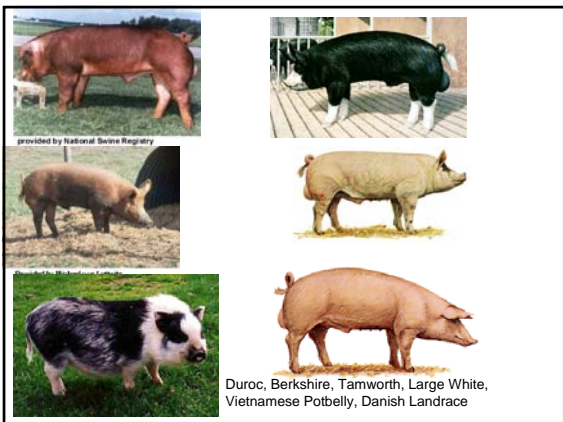 provided by National Swine Registry
Duroc, Berkshire, Tamworth, Large White,
Vietnamese Potbelly, Danish Landrace